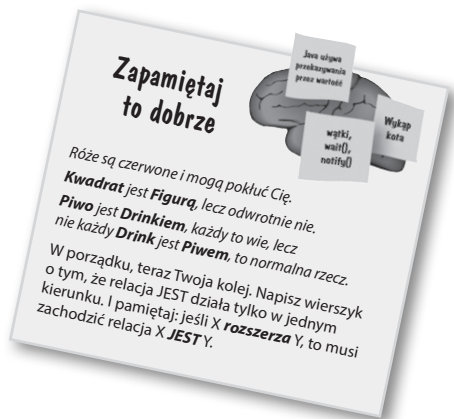 Zapamiętaj
to dobrze
Java używa
przekazywania
przez wartość
wątki,
wait(),
notify()
Wykąp
kota
Róże są czerwone i mogą pokłuć Cię.
Kwadrat jest Figurą, lecz odwrotnie nie.
Piwo jest Drinkiem, każdy to wie, lecz
nie każdy Drink jest Piwem, to normalna rzecz.
W porządku, teraz Twoja kolej. Napisz wierszyk
o tym, że relacja JEST działa tylko w jednym
kierunku. I pamiętaj: jeśli X rozszerza Y, to musi
zachodzić relacja X JEST Y.